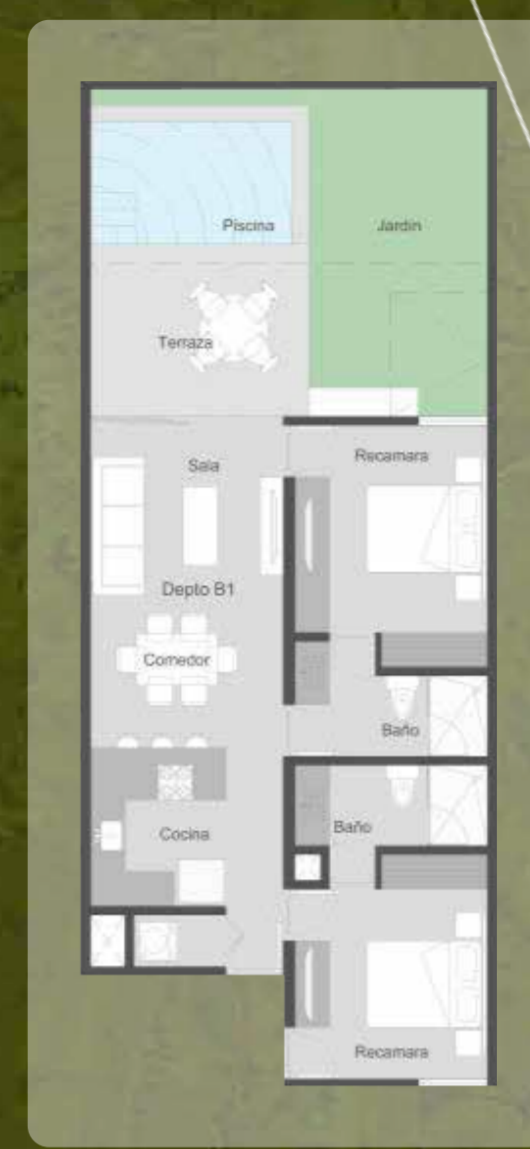 Piscina
Jardin
Terraza
Sala
Recamara
Depto B1
Comedor
Baño
Cocina
Baño
Recamara